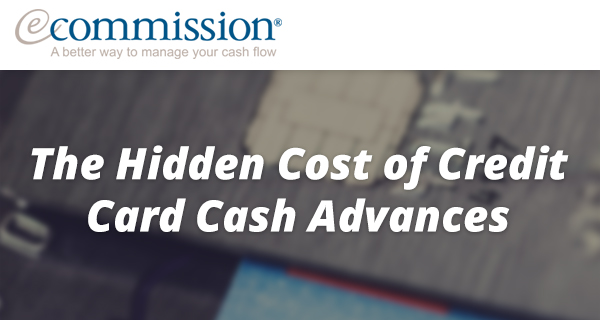 ecommission®
A better way to manage your cash flow
The Hidden Cost of Credit
Card Cash Advances